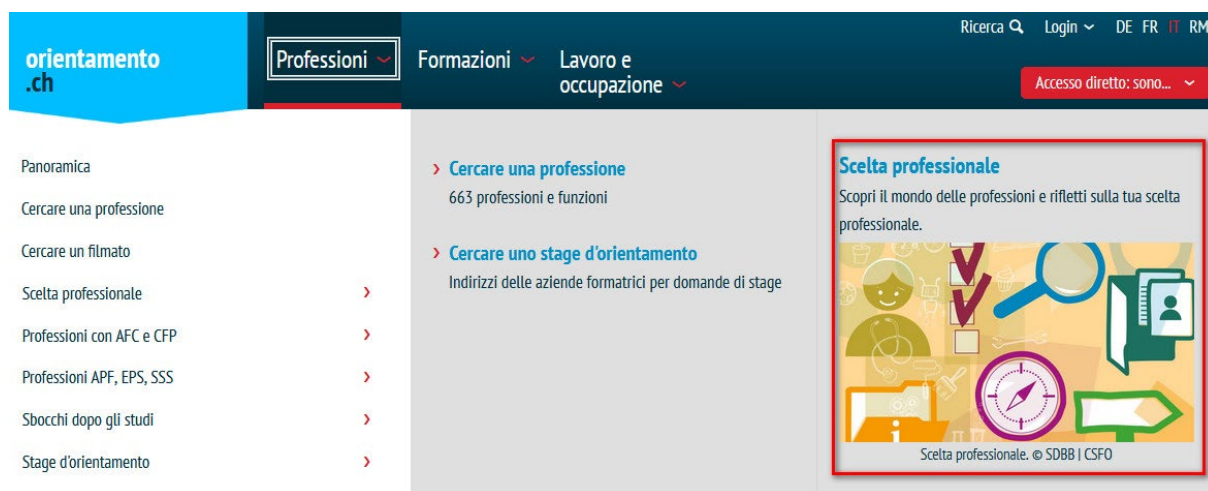 Ricerca Login DE FR IT RM
orientamento
.ch
Professioni
Formazioni
Lavoro e
occupazione
Accesso diretto: sono...
Panoramica
Cercare una professione
Cercare un filmato
Scelta professionale
Professioni con AFC e CFP
Professioni APF, EPS, SSS
Sbocchi dopo gli studi
Stage d'orientamento
Cercare una professione
663 professioni e funzioni
Cercare uno stage d'orientamento
Indirizzi delle aziende formatrici per domande di stage
Scelta professionale
Scopri il mondo delle professioni e rifletti sulla tua scelta
professionale.
i
Scelta professionale. © SDBB | CSFO